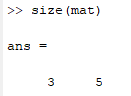 >> size(mat)
ans =
3 5